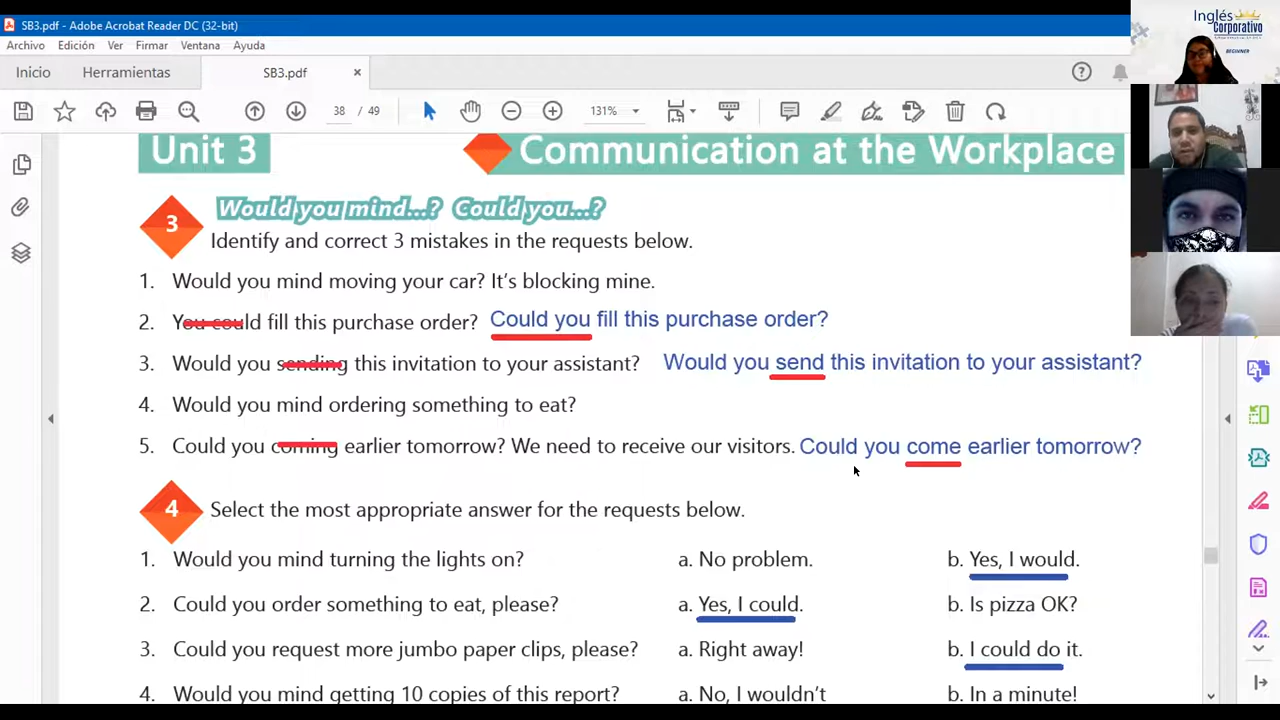 SB3.pdf - Adobe Acrobat Reader DC (32-bit)
Archivo Edición Ver Firmar Ventana Ayuda
Inicio Herramientas SB3.pdf ×
38 / 49 131%
Inglés
Corporativo
BEGINNER
Unit 3 Communication at the Workplace
3 Would you mind...? Could you...?
Identify and correct 3 mistakes in the requests below.
1. Would you mind moving your car? It's blocking mine.
2. You could fill this purchase order? Could you fill this purchase order?
3. Would you sending this invitation to your assistant? Would you send this invitation to your assistant?
4. Would you mind ordering something to eat?
5. Could you coming earlier tomorrow? We need to receive our visitors. Could you come earlier tomorrow?
4 Select the most appropriate answer for the requests below.
1. Would you mind turning the lights on? a. No problem. b. Yes, I would.
2. Could you order something to eat, please? a. Yes, I could. b. Is pizza OK?
3. Could you request more jumbo paper clips, please? a. Right away! b. I could do it.
4. Would you mind getting 10 copies of this report? a. No, I wouldn't b. In a minute!